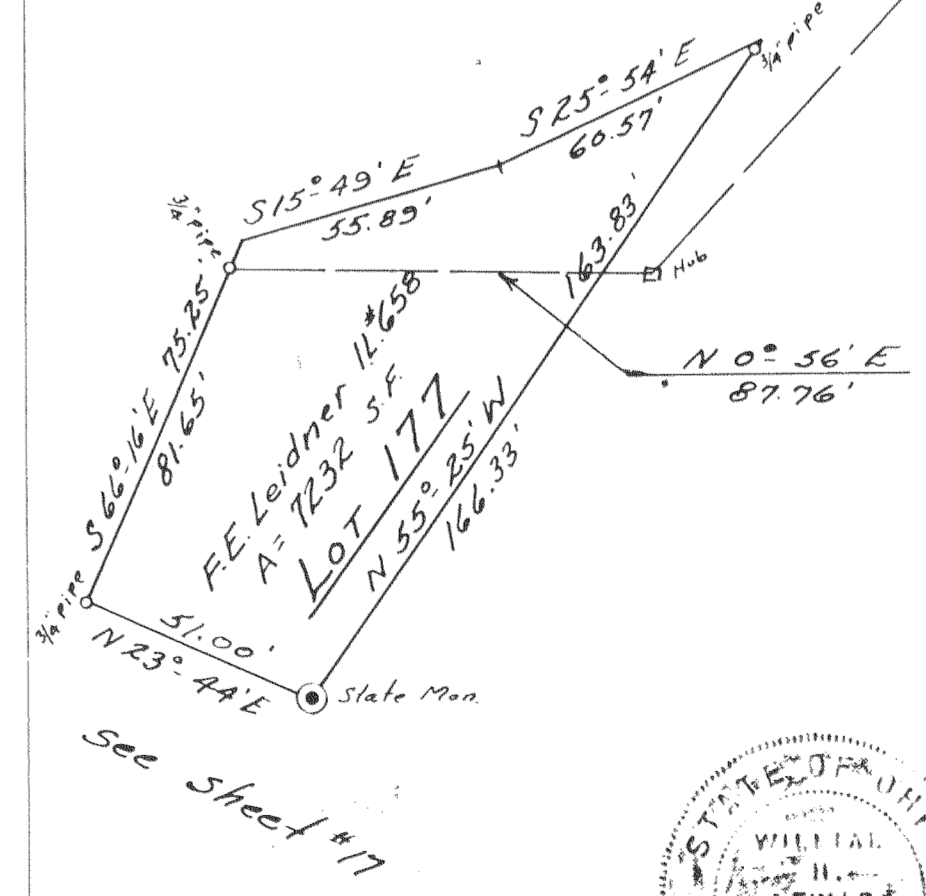 3/4" pipe
S 25°-54' E
60.57'
S15°-49' E
55.89'
3/4" pipe
163.83'
Hub
N 0°-56' E
87.76'
75.25'
S 66°-16' E
81.65'
F.E. Leidner IL #658
A= 7232 S.F.
LOT 177
N 55°-25' W
166.33'
3/4" pipe
51.00'
N 23°-44' E
Slate Mon.
See Sheet #17
STATE OF OHI
WILLIAM
H.